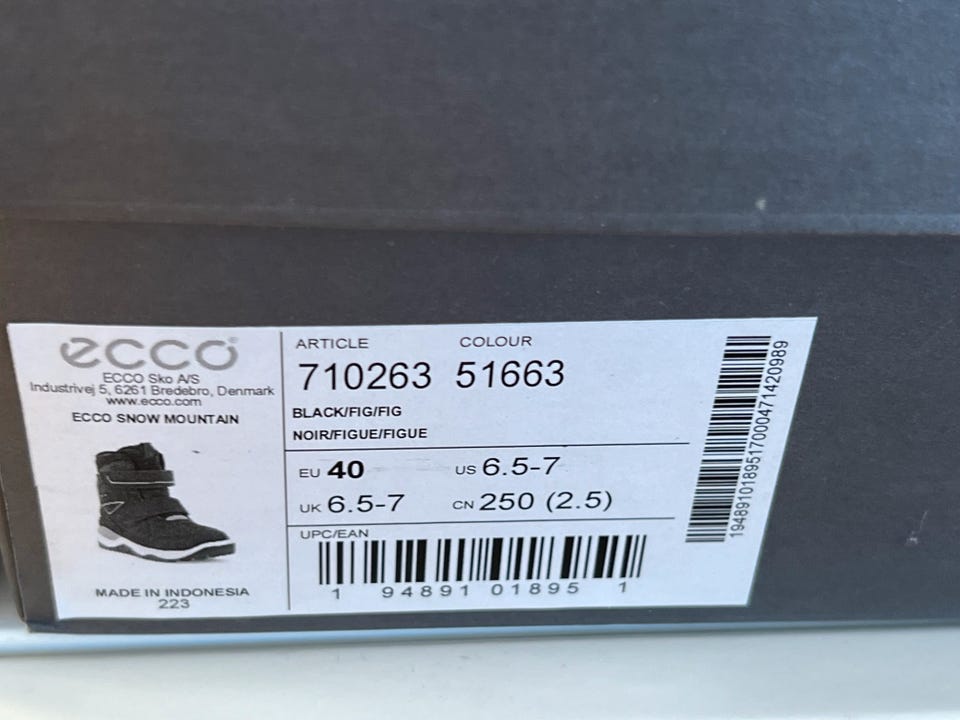 ecco
ECCO Sko A/S
Industrivej 5, 6261 Bredebro, Denmark
www.ecco.com
ECCO SNOW MOUNTAIN
MADE IN INDONESIA
223
ARTICLE COLOUR
710263 51663
BLACK/FIG/FIG
NOIR/FIGUE/FIGUE
EU 40 US 6.5-7
UK 6.5-7 CN 250 (2.5)
UPC/EAN
1 94891 01895 1
1948910189517000471420989